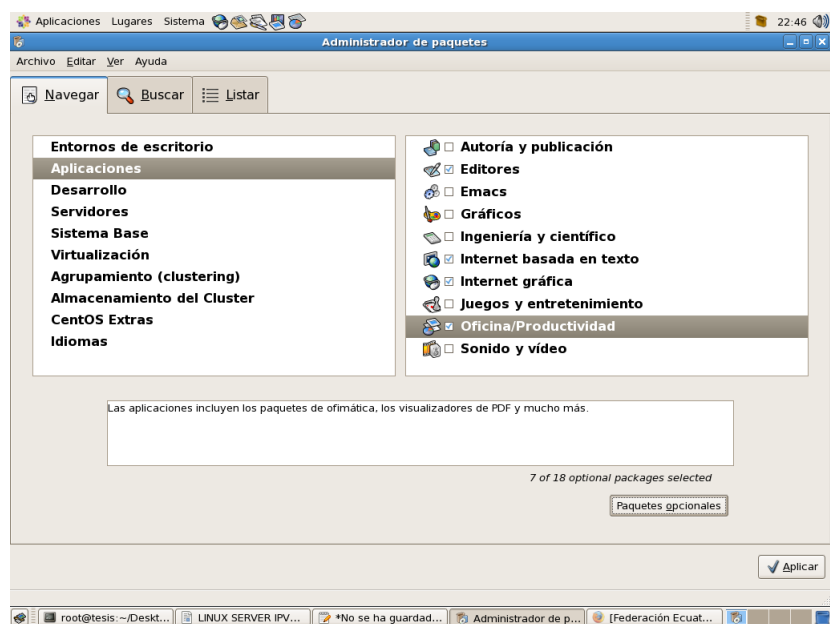 Aplicaciones Lugares Sistema 22:46
Administrador de paquetes
Archivo Editar Ver Ayuda
Navegar Buscar Listar
Entornos de escritorio
Aplicaciones
Desarrollo
Servidores
Sistema Base
Virtualización
Agrupamiento (clustering)
Almacenamiento del Cluster
CentOS Extras
Idiomas
Autoría y publicación
Editores
Emacs
Gráficos
Ingeniería y científico
Internet basada en texto
Internet gráfica
Juegos y entretenimiento
Oficina/Productividad
Sonido y vídeo
Las aplicaciones incluyen los paquetes de ofimática, los visualizadores de PDF y mucho más.
7 of 18 optional packages selected
Paquetes opcionales
Aplicar
root@tesis:~/Deskt... LINUX SERVER IPV... *No se ha guardad... Administrador de p... [Federación Ecuat...